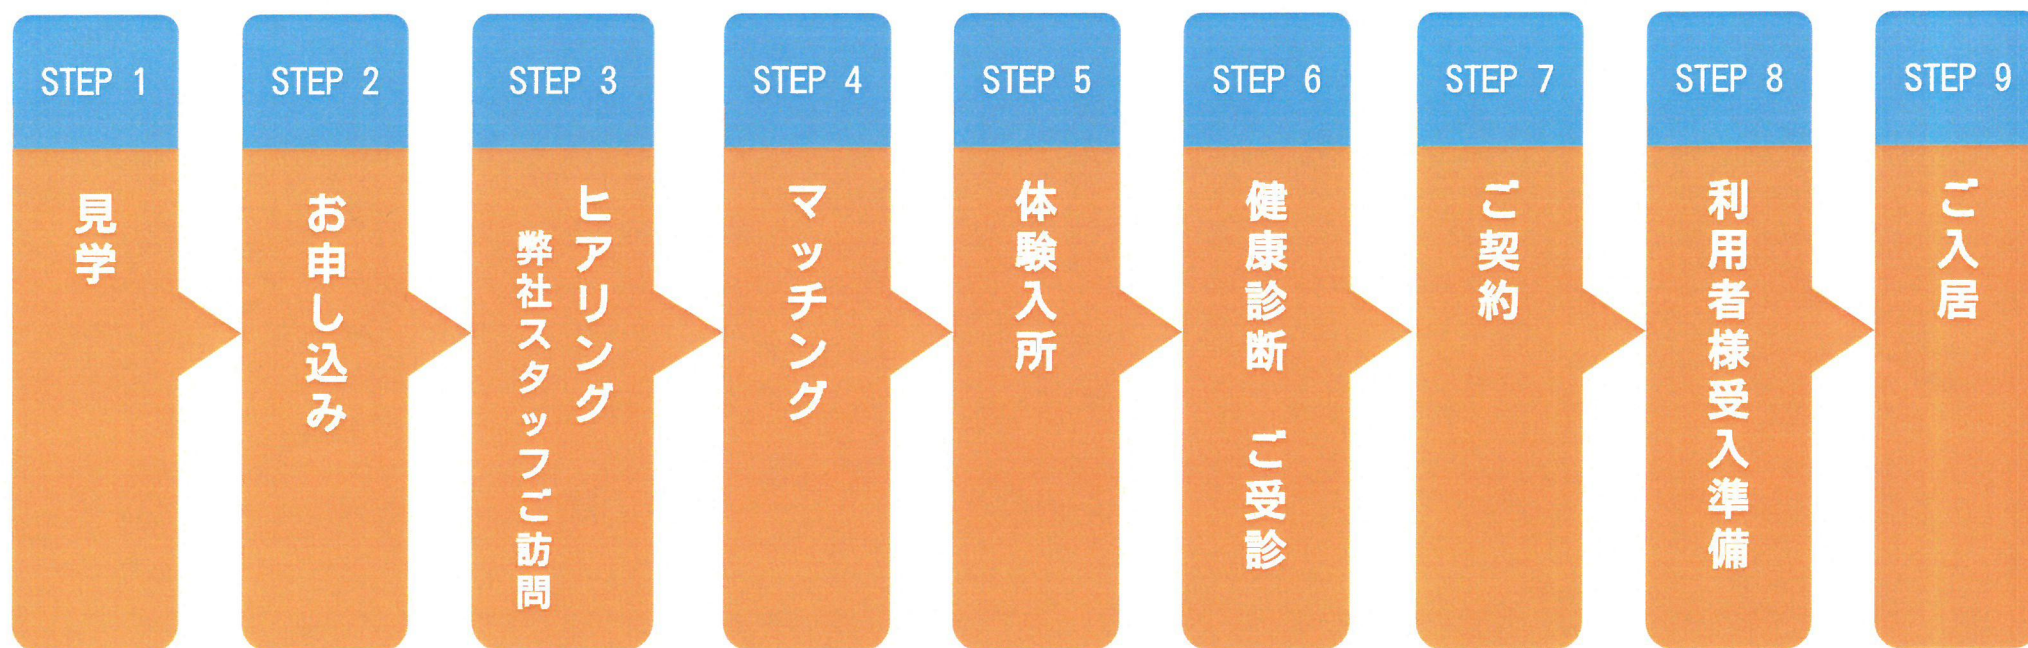 STEP 1
見学
STEP 2
お申し込み
STEP 3
ヒアリング
弊社スタッフご訪問
STEP 4
マッチング
STEP 5
体験入所
STEP 6
健康診断　ご受診
STEP 7
ご契約
STEP 8
利用者様受入準備
STEP 9
ご入居